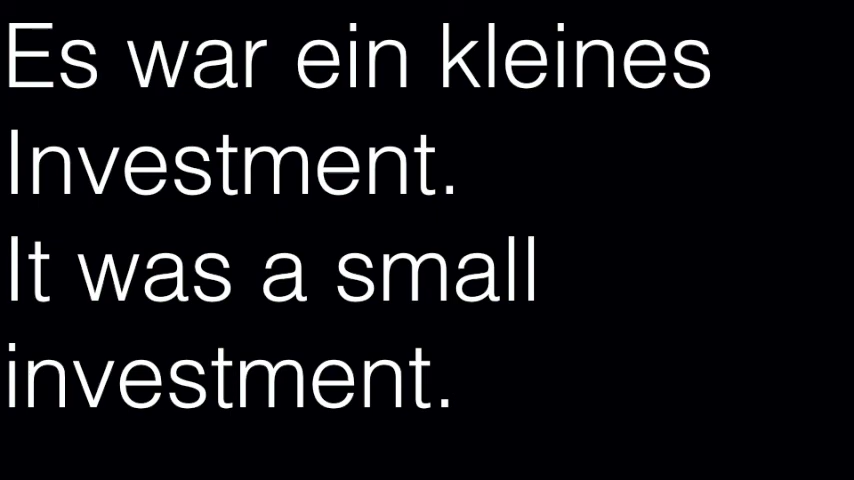 Es war ein kleines
Investment.
It was a small
investment.